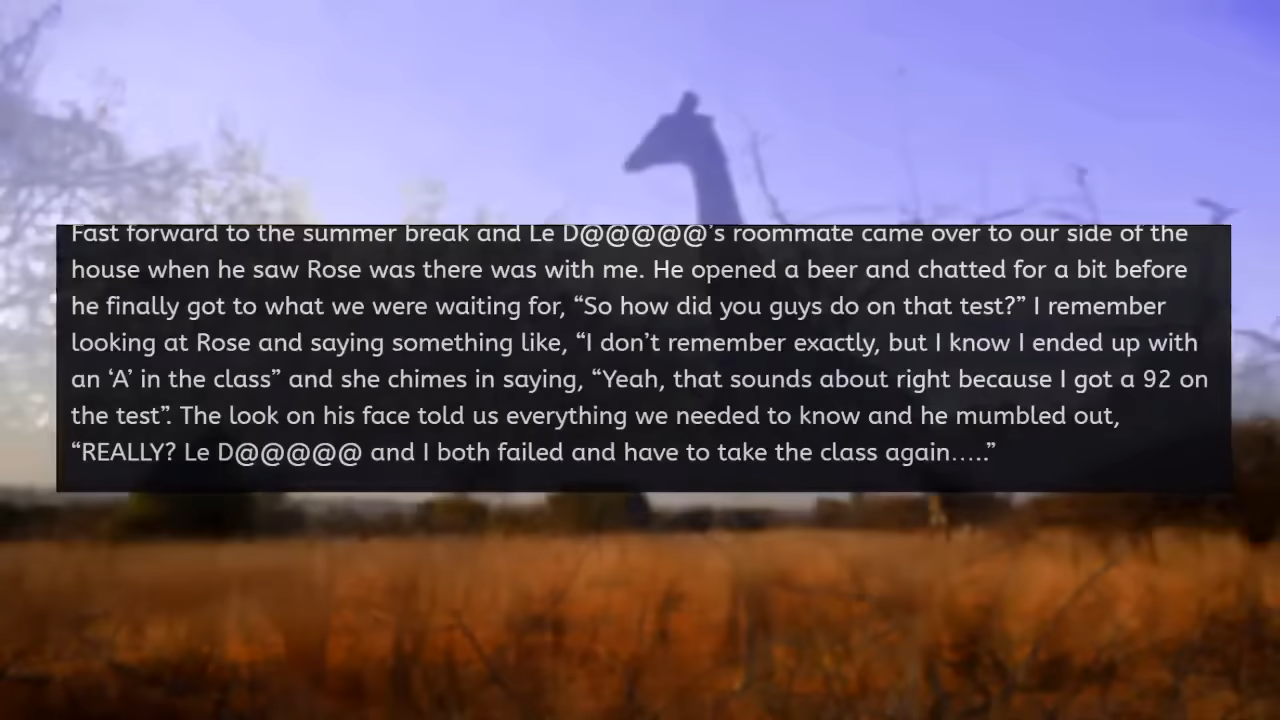 Fast forward to the summer break and Le D@@@@@'s roommate came over to our side of the
house when he saw Rose was there was with me. He opened a beer and chatted for a bit before
he finally got to what we were waiting for, “So how did you guys do on that test?” I remember
looking at Rose and saying something like, “I don’t remember exactly, but I know I ended up with
an ‘A’ in the class” and she chimes in saying, “Yeah, that sounds about right because I got a 92 on
the test”. The look on his face told us everything we needed to know and he mumbled out,
“REALLY? Le D@@@@@ and I both failed and have to take the class again…..”